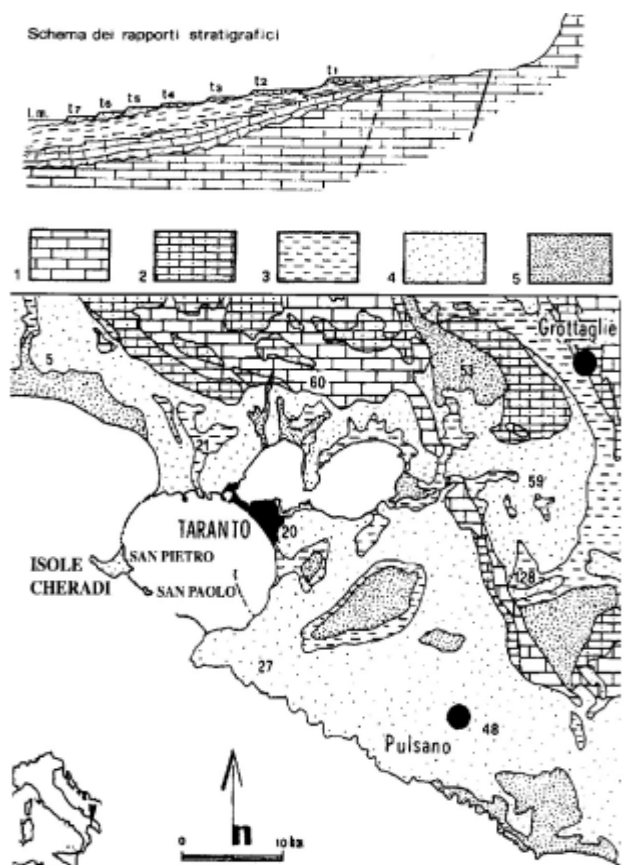 Schema dei rapporti stratigrafici
t1
t2
t3
t4
t5
t6
t7
l.m.
1 2 3 4 5
Grottaglie
5
53
60
21
59
TARANTO
20
ISOLE
CHERADI
SAN PIETRO
SAN PAOLO
128
27
48
Pulsano
n
0 10 km